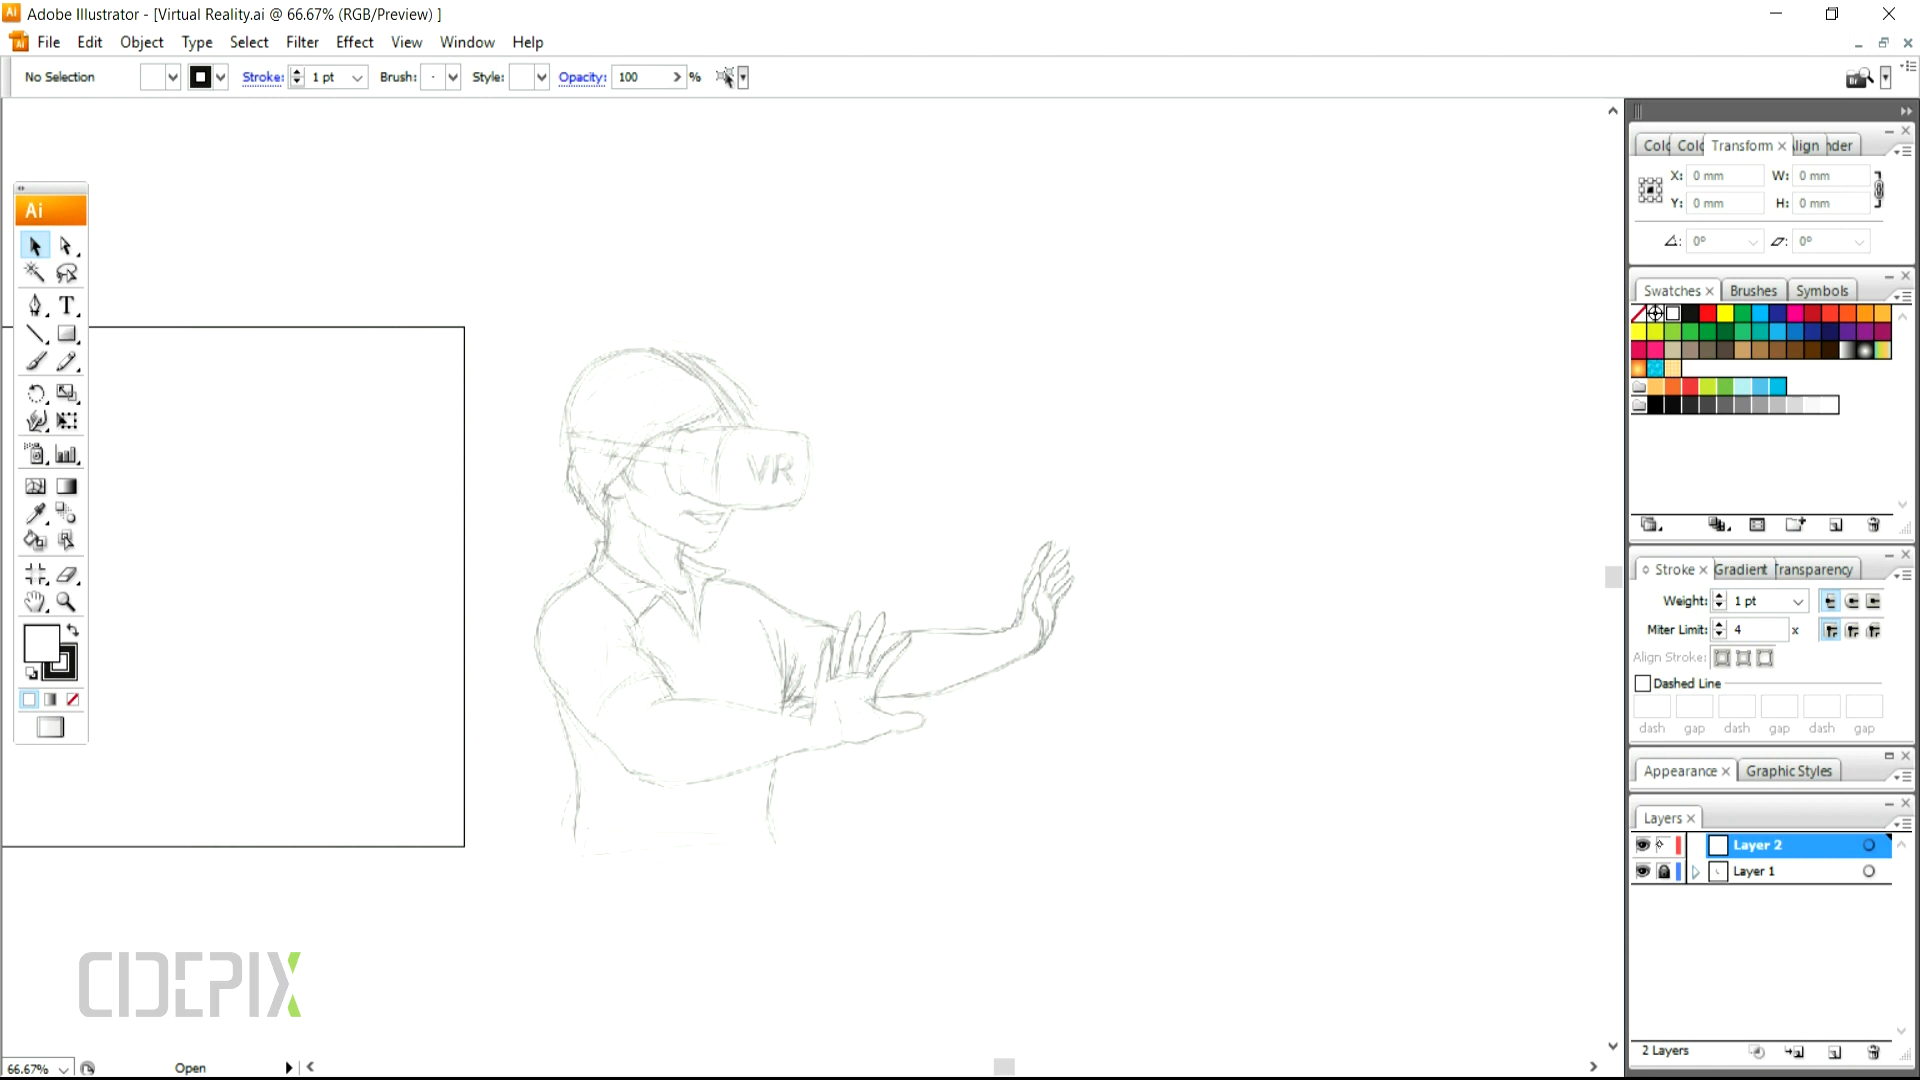 Ai Adobe Illustrator - [Virtual Reality.ai @ 66.67% (RGB/Preview) ]
Ai File Edit Object Type Select Filter Effect View Window Help
No Selection Stroke: 1 pt Brush: Style: Opacity: 100 %
Transform
X: 0 mm W: 0 mm
Y: 0 mm H: 0 mm
0° 0°
Ai
T
Swatches Brushes Symbols
VR
Stroke Gradient Transparency
Weight: 1 pt
Miter Limit: 4 x
Align Stroke:
Dashed Line
dash gap dash gap dash gap
Appearance Graphic Styles
Layers
Layer 2
Layer 1
CIDEPIX
2 Layers
66.67% Open